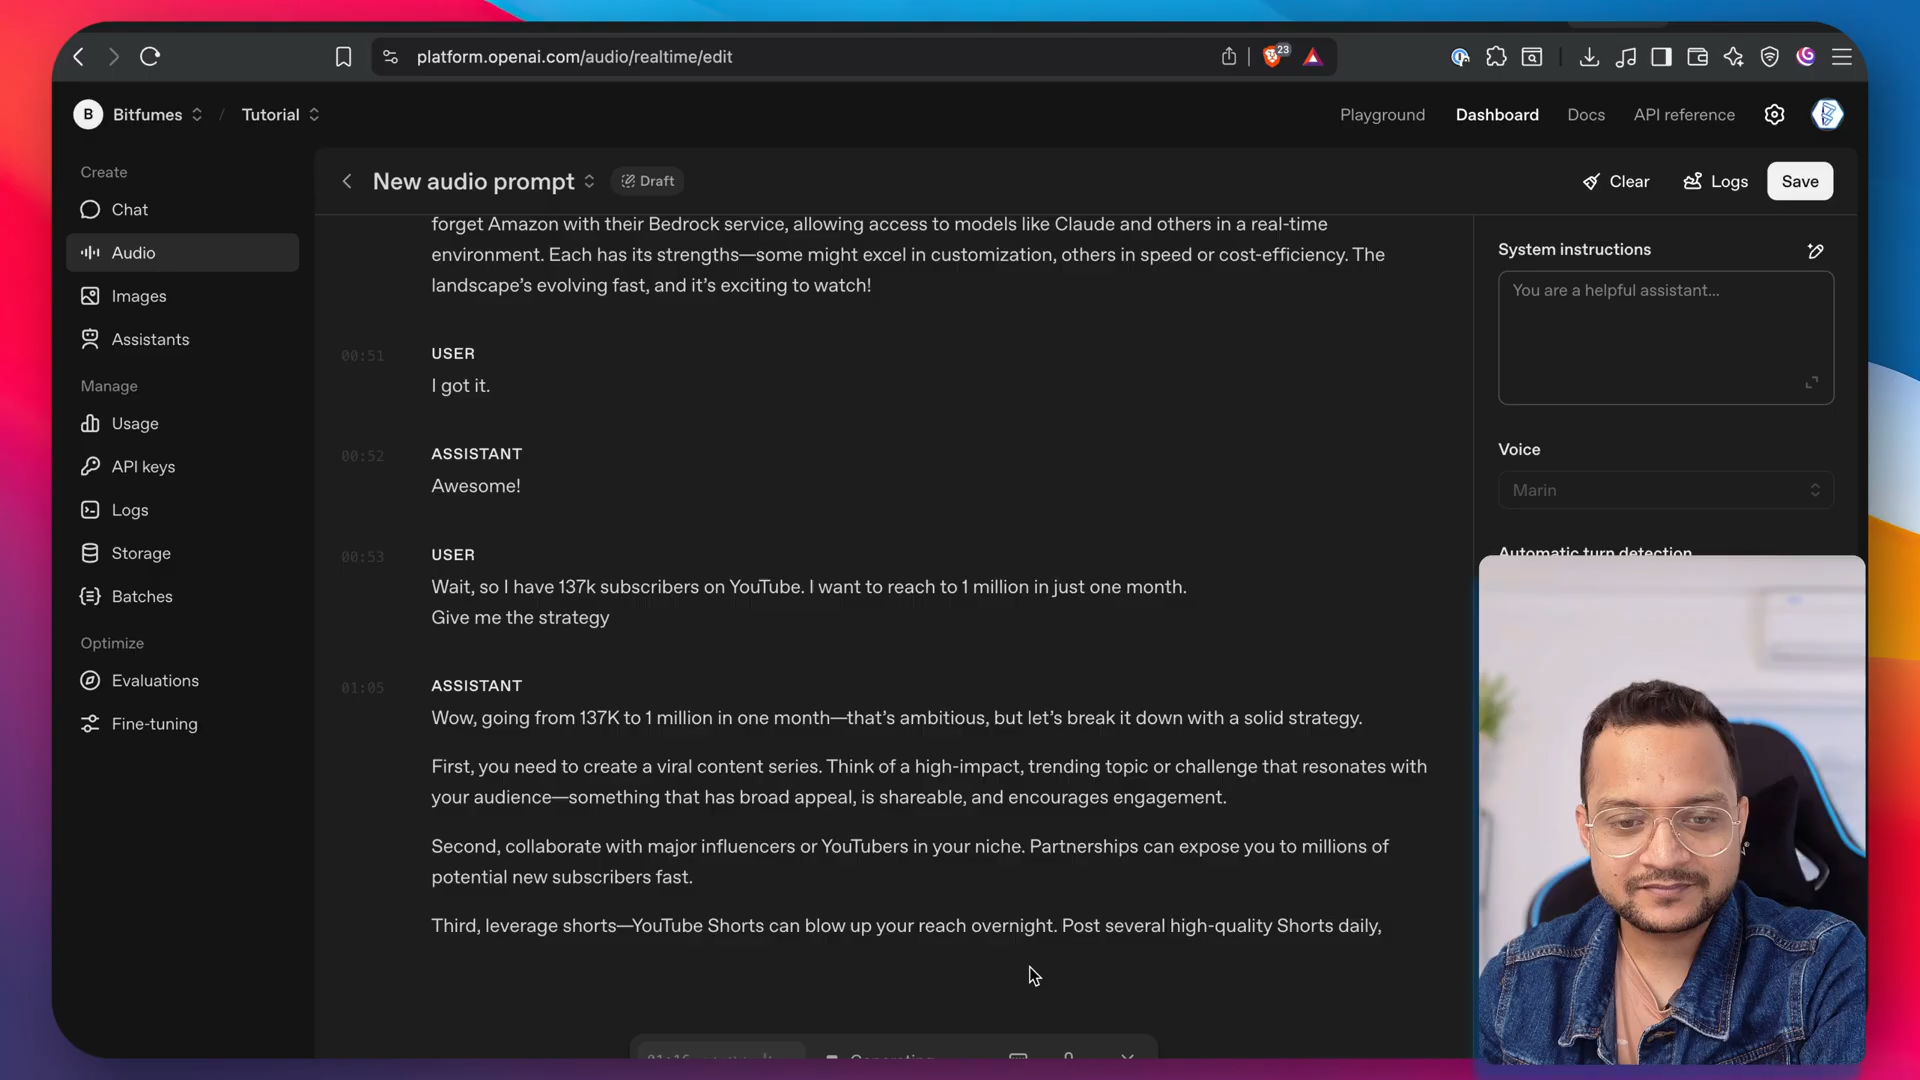 platform.openai.com/audio/realtime/edit
23
B Bitfumes / Tutorial
Playground Dashboard Docs API reference
Create
Chat
Audio
Images
Assistants
Manage
Usage
API keys
Logs
Storage
Batches
Optimize
Evaluations
Fine-tuning
New audio prompt Draft
Clear Logs Save
forget Amazon with their Bedrock service, allowing access to models like Claude and others in a real-time
environment. Each has its strengths—some might excel in customization, others in speed or cost-efficiency. The
landscape's evolving fast, and it's exciting to watch!
00:51 USER
I got it.
00:52 ASSISTANT
Awesome!
00:53 USER
Wait, so I have 137k subscribers on YouTube. I want to reach to 1 million in just one month.
Give me the strategy
01:05 ASSISTANT
Wow, going from 137K to 1 million in one month—that's ambitious, but let's break it down with a solid strategy.
First, you need to create a viral content series. Think of a high-impact, trending topic or challenge that resonates with
your audience—something that has broad appeal, is shareable, and encourages engagement.
Second, collaborate with major influencers or YouTubers in your niche. Partnerships can expose you to millions of
potential new subscribers fast.
Third, leverage shorts—YouTube Shorts can blow up your reach overnight. Post several high-quality Shorts daily,
System instructions
You are a helpful assistant...
Voice
Marin
Automatic turn detection